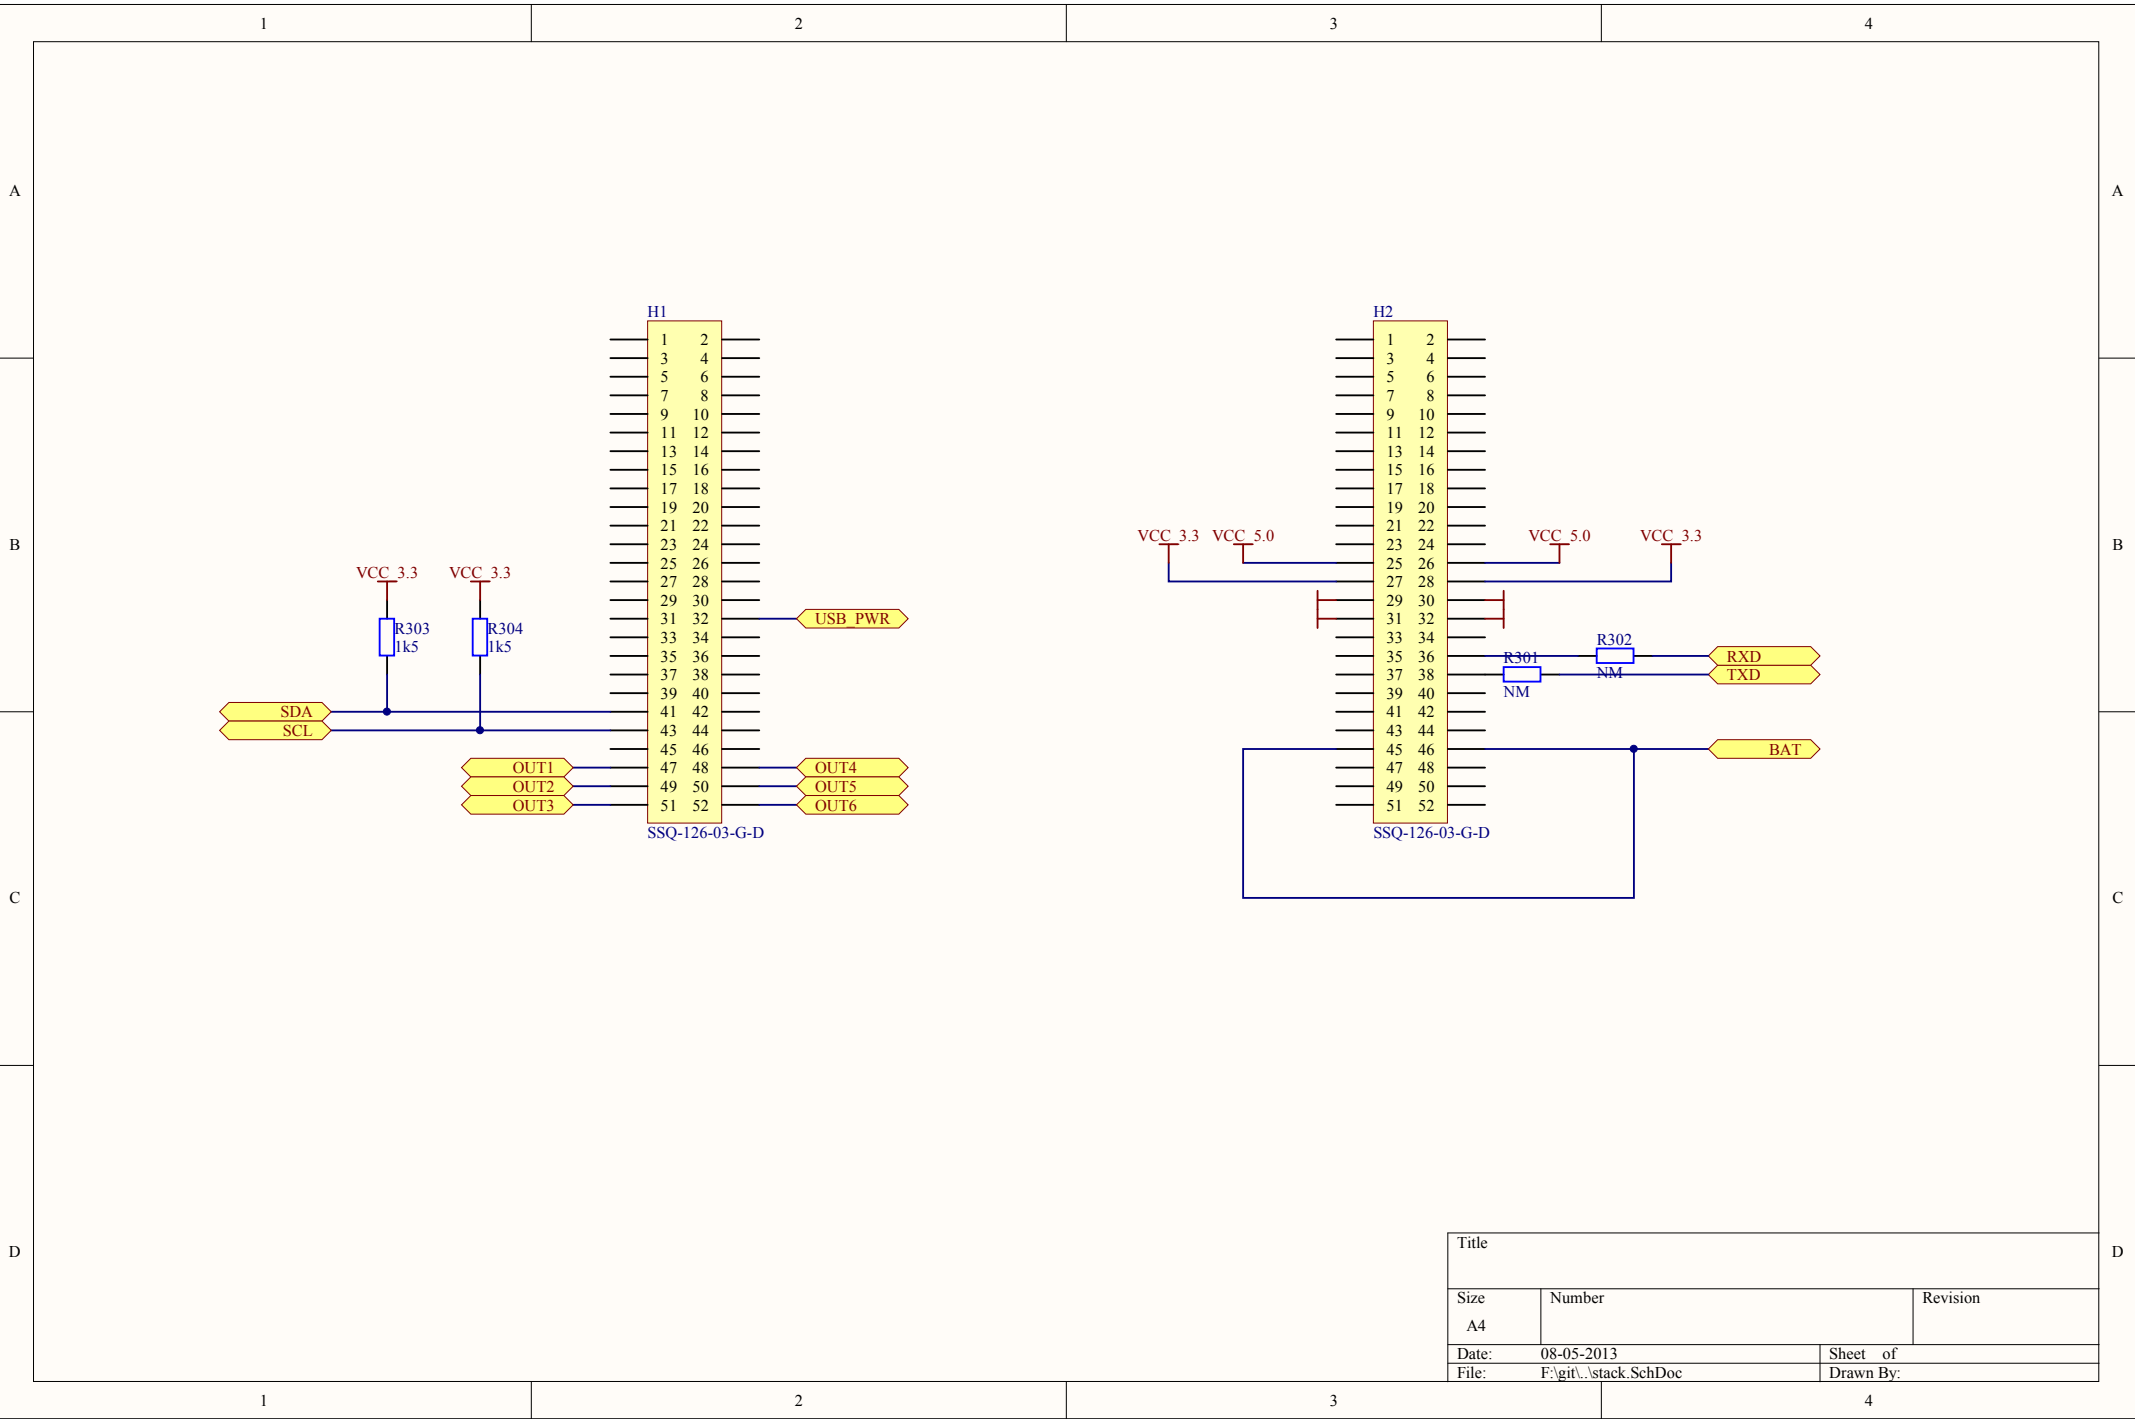 1 2 3 4
A A
H1 H2
1 2 1 2
3 4 3 4
5 6 5 6
7 8 7 8
B B
9 10 9 10
11 12 11 12
13 14 13 14
15 16 15 16
17 18 17 18
19 20 19 20
21 22 21 22
VCC_3.3 VCC_5.0 VCC_5.0 VCC_3.3
23 24 23 24
25 26 25 26
VCC_3.3 VCC_3.3
27 28 27 28
29 30 29 30
31 32 USB_PWR 31 32
R303 R304
33 34 33 34 R302
1k5 1k5
35 36 35 36 R301 RXD
37 38 37 38 NM TXD
39 40 39 40 NM
SDA 41 42 41 42
SCL 43 44 43 44
45 46 45 46 BAT
OUT1 47 48 OUT4 47 48
OUT2 49 50 OUT5 49 50
OUT3 51 52 OUT6 51 52
SSQ-126-03-G-D SSQ-126-03-G-D
C C
D D
Title
Size Number Revision
A4
Date: 08-05-2013 Sheet of
File: F:\git\..\stack.SchDoc Drawn By:
1 2 3 4